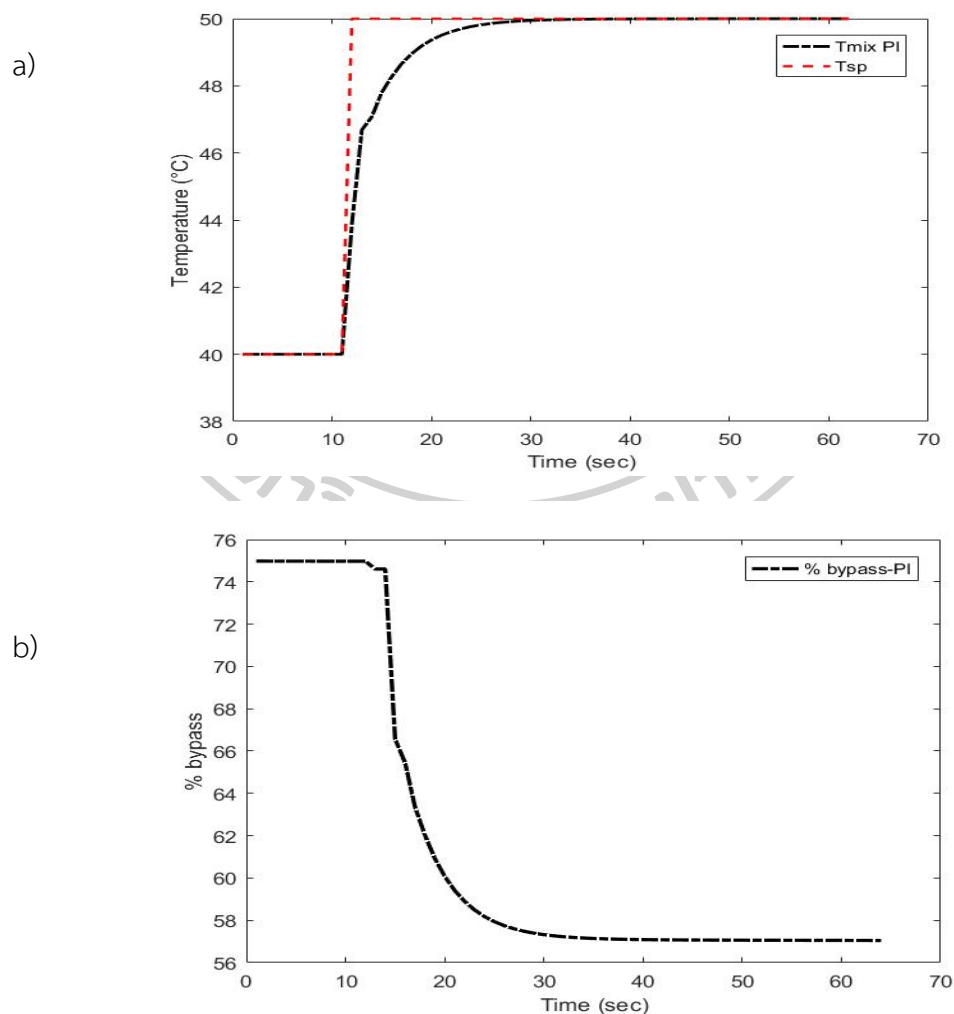 a)
50
48
46
44
42
40
38
Temperature (°C)
Tmix PI
Tsp
0 10 20 30 40 50 60 70
Time (sec)
b)
76
74
72
70
68
66
64
62
60
58
56
% bypass
% bypass-PI
0 10 20 30 40 50 60 70
Time (sec)